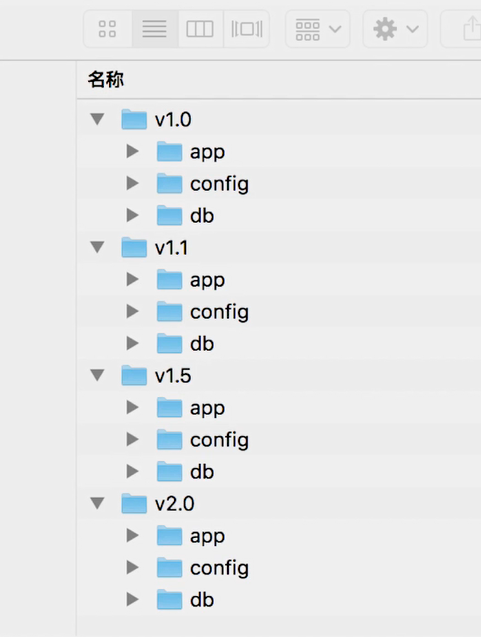 名称
v1.0
app
config
db
v1.1
app
config
db
v1.5
app
config
db
v2.0
app
config
db